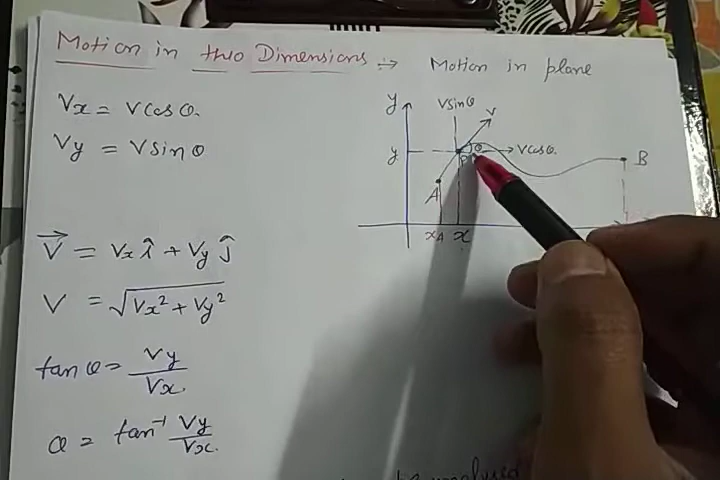 Motion in two Dimensions :→ Motion in plane
Vx = V cos θ.
Vy = V sin θ
V⃗ = Vx î + Vy ĵ
V = √Vx² + Vy²
tan θ = Vy / Vx.
θ = tan⁻¹ Vy / Vx.
y
V sin θ
V
y
θ
V cos θ.
P
B
A
xA
x